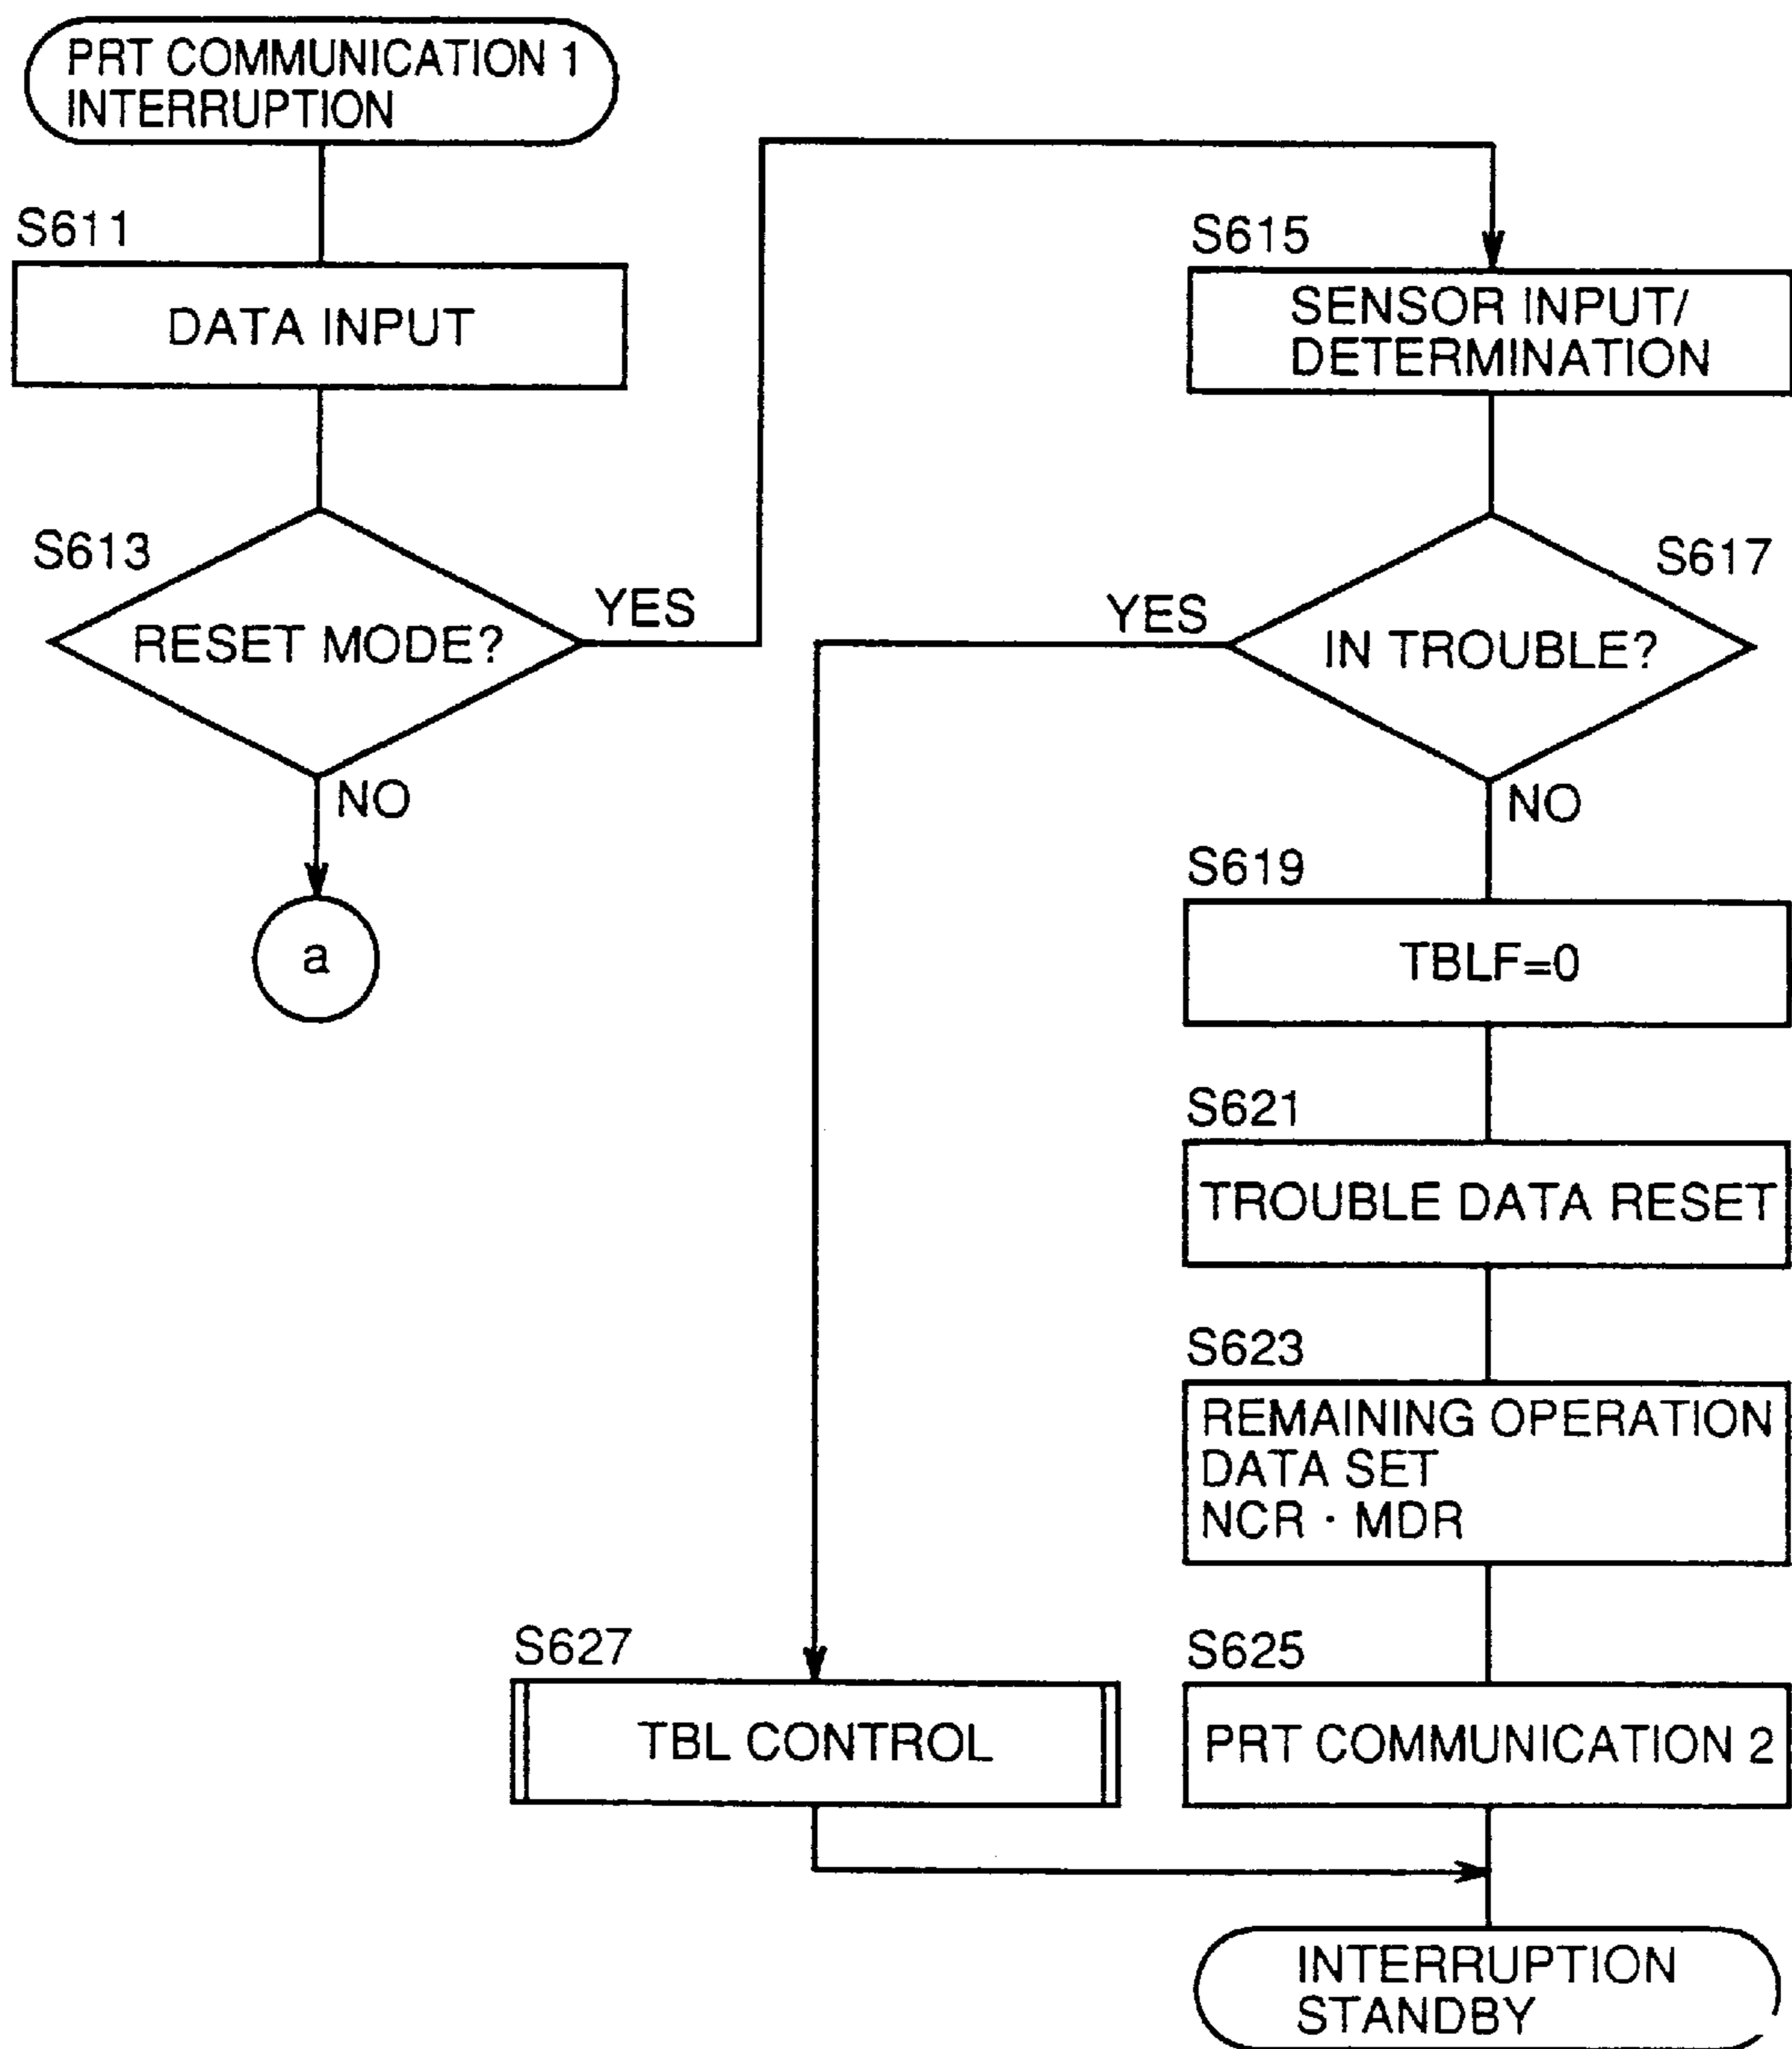 PRT COMMUNICATION 1
INTERRUPTION
S611
DATA INPUT
S613
RESET MODE?
YES
NO
a
S615
SENSOR INPUT/
DETERMINATION
S617
IN TROUBLE?
YES
NO
S619
TBLF=0
S621
TROUBLE DATA RESET
S623
REMAINING OPERATION
DATA SET
NCR · MDR
S625
PRT COMMUNICATION 2
S627
TBL CONTROL
INTERRUPTION
STANDBY